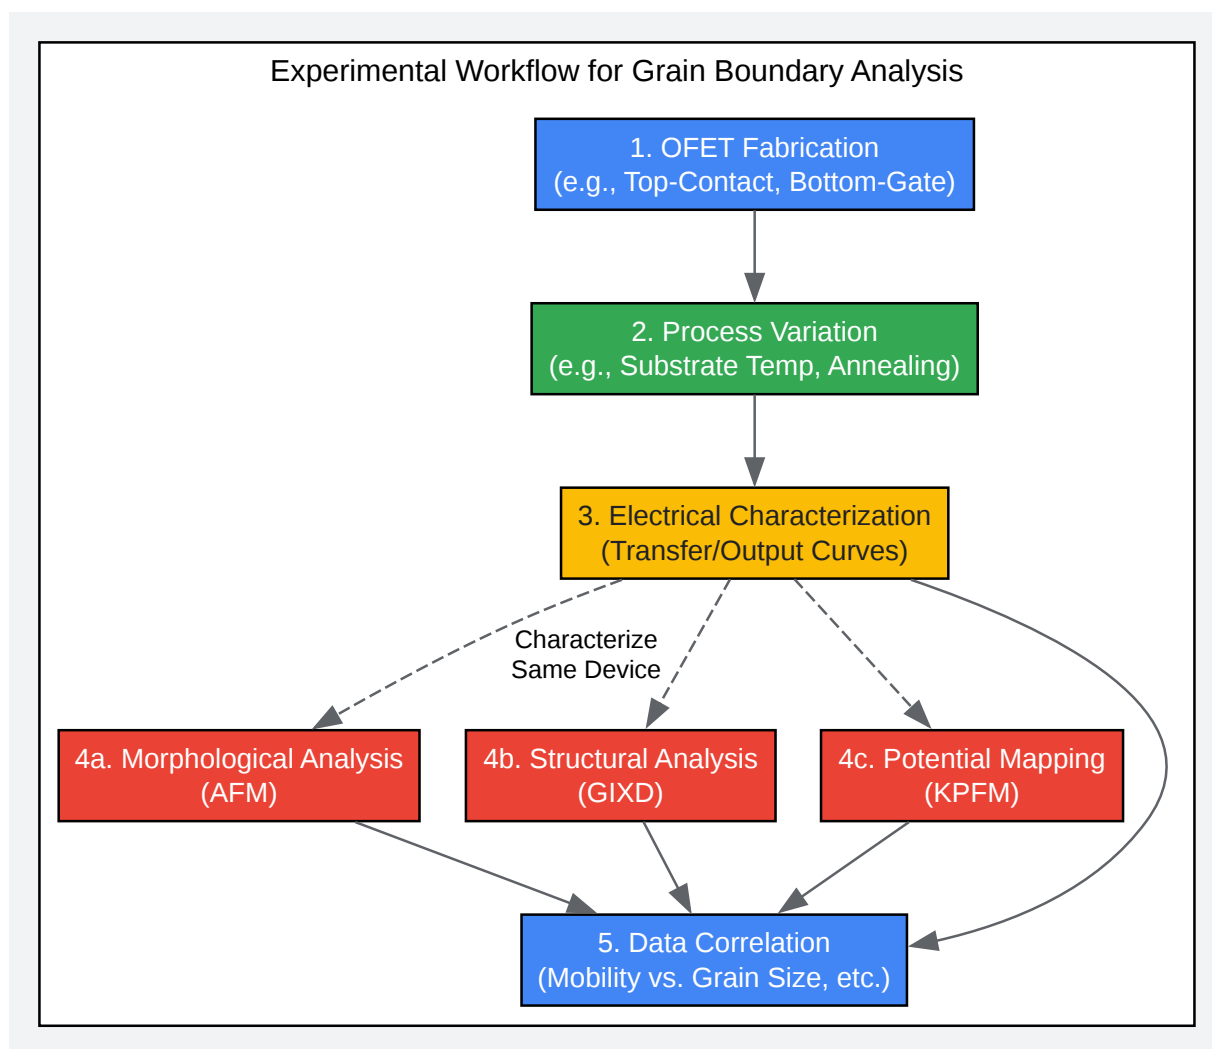 Experimental Workflow for Grain Boundary Analysis
1. OFET Fabrication
(e.g., Top-Contact, Bottom-Gate)
2. Process Variation
(e.g., Substrate Temp, Annealing)
3. Electrical Characterization
(Transfer/Output Curves)
Characterize
Same Device
4a. Morphological Analysis
(AFM)
4b. Structural Analysis
(GIXD)
4c. Potential Mapping
(KPFM)
5. Data Correlation
(Mobility vs. Grain Size, etc.)